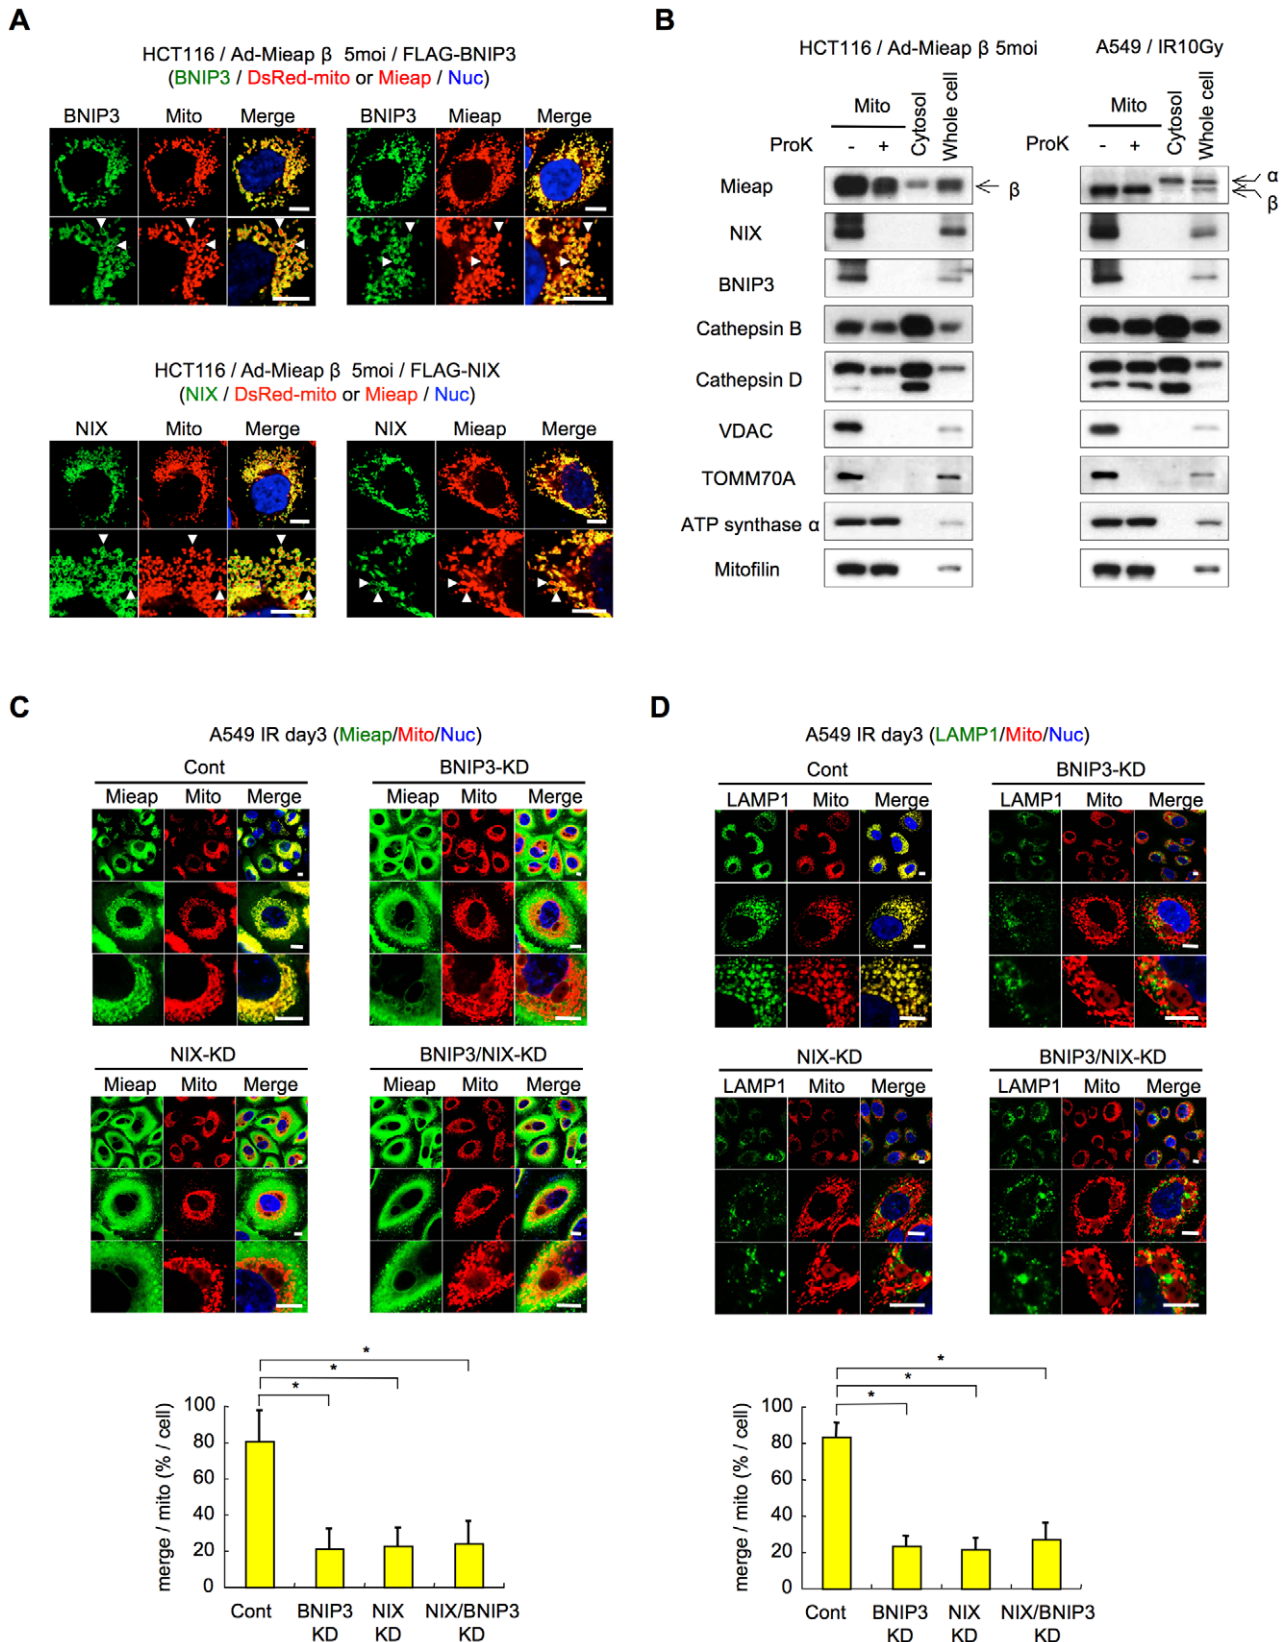 A
HCT116 / Ad-Mieap β 5moi / FLAG-BNIP3
(BNIP3 / DsRed-mito or Mieap / Nuc)
BNIP3 Mito Merge
BNIP3 Mieap Merge
HCT116 / Ad-Mieap β 5moi / FLAG-NIX
(NIX / DsRed-mito or Mieap / Nuc)
NIX Mito Merge
NIX Mieap Merge
B
HCT116 / Ad-Mieap β 5moi
A549 / IR10Gy
Mito Cytosol Whole cell
Mito Cytosol Whole cell
ProK - +
ProK - +
Mieap
β
α
β
NIX
BNIP3
Cathepsin B
Cathepsin D
VDAC
TOMM70A
ATP synthase α
Mitofilin
C
A549 IR day3 (Mieap/Mito/Nuc)
Cont
BNIP3-KD
Mieap Mito Merge
Mieap Mito Merge
NIX-KD
BNIP3/NIX-KD
Mieap Mito Merge
Mieap Mito Merge
*
*
*
merge / mito (% / cell)
100
80
60
40
20
0
Cont BNIP3 NIX NIX/BNIP3
KD KD KD
D
A549 IR day3 (LAMP1/Mito/Nuc)
Cont
BNIP3-KD
LAMP1 Mito Merge
LAMP1 Mito Merge
NIX-KD
BNIP3/NIX-KD
LAMP1 Mito Merge
LAMP1 Mito Merge
*
*
*
merge / mito (% / cell)
100
80
60
40
20
0
Cont BNIP3 NIX NIX/BNIP3
KD KD KD